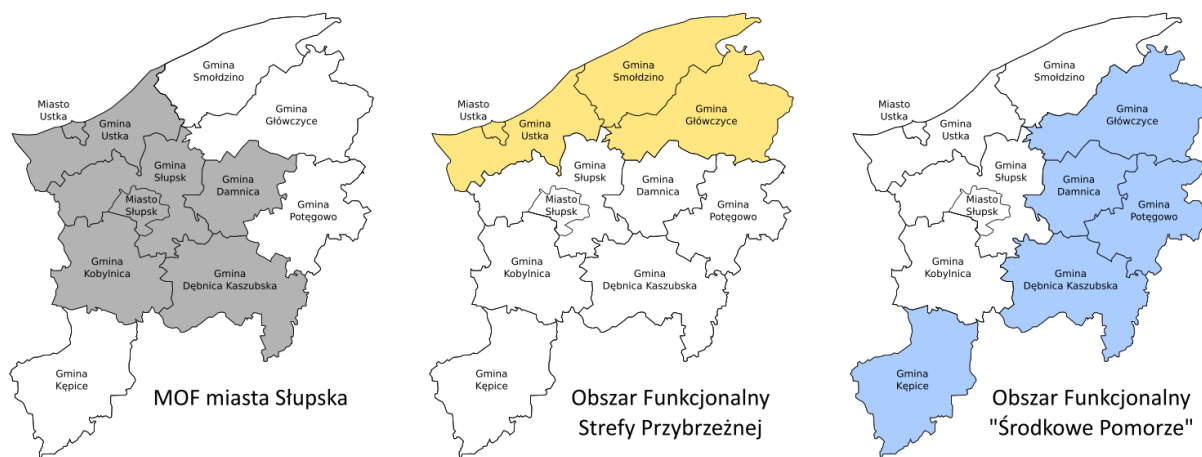 Gmina
Smołdzino
Gmina
Główczyce
Miasto
Ustka
Gmina
Ustka
Gmina
Słupsk
Gmina
Damnica
Miasto
Słupsk
Gmina
Potęgowo
Gmina
Kobylnica
Gmina
Dębnica Kaszubska
Gmina
Kępice
MOF miasta Słupska
Gmina
Smołdzino
Gmina
Główczyce
Miasto
Ustka
Gmina
Ustka
Gmina
Słupsk
Gmina
Damnica
Miasto
Słupsk
Gmina
Potęgowo
Gmina
Kobylnica
Gmina
Dębnica Kaszubska
Gmina
Kępice
Obszar Funkcjonalny
Strefy Przybrzeżnej
Gmina
Smołdzino
Gmina
Główczyce
Miasto
Ustka
Gmina
Ustka
Gmina
Słupsk
Gmina
Damnica
Miasto
Słupsk
Gmina
Potęgowo
Gmina
Kobylnica
Gmina
Dębnica Kaszubska
Gmina
Kępice
Obszar Funkcjonalny
"Środkowe Pomorze"